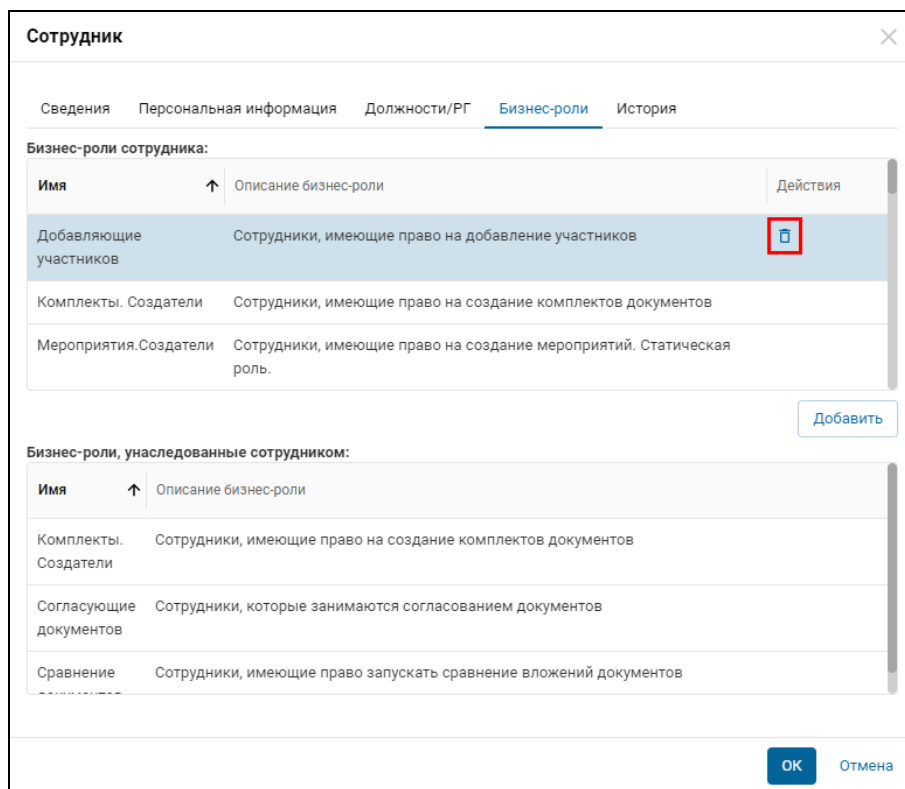 Сотрудник
Сведения Персональная информация Должности/РГ Бизнес-роли История
Бизнес-роли сотрудника:
Имя Описание бизнес-роли Действия
Добавляющие Сотрудники, имеющие право на добавление участников
участников
Комплекты. Создатели Сотрудники, имеющие право на создание комплектов документов
Мероприятия.Создатели Сотрудники, имеющие право на создание мероприятий. Статическая
роль.
Добавить
Бизнес-роли, унаследованные сотрудником:
Имя Описание бизнес-роли
Комплекты. Сотрудники, имеющие право на создание комплектов документов
Создатели
Согласующие Сотрудники, которые занимаются согласованием документов
документов
Сравнение Сотрудники, имеющие право запускать сравнение вложений документов
ОК Отмена